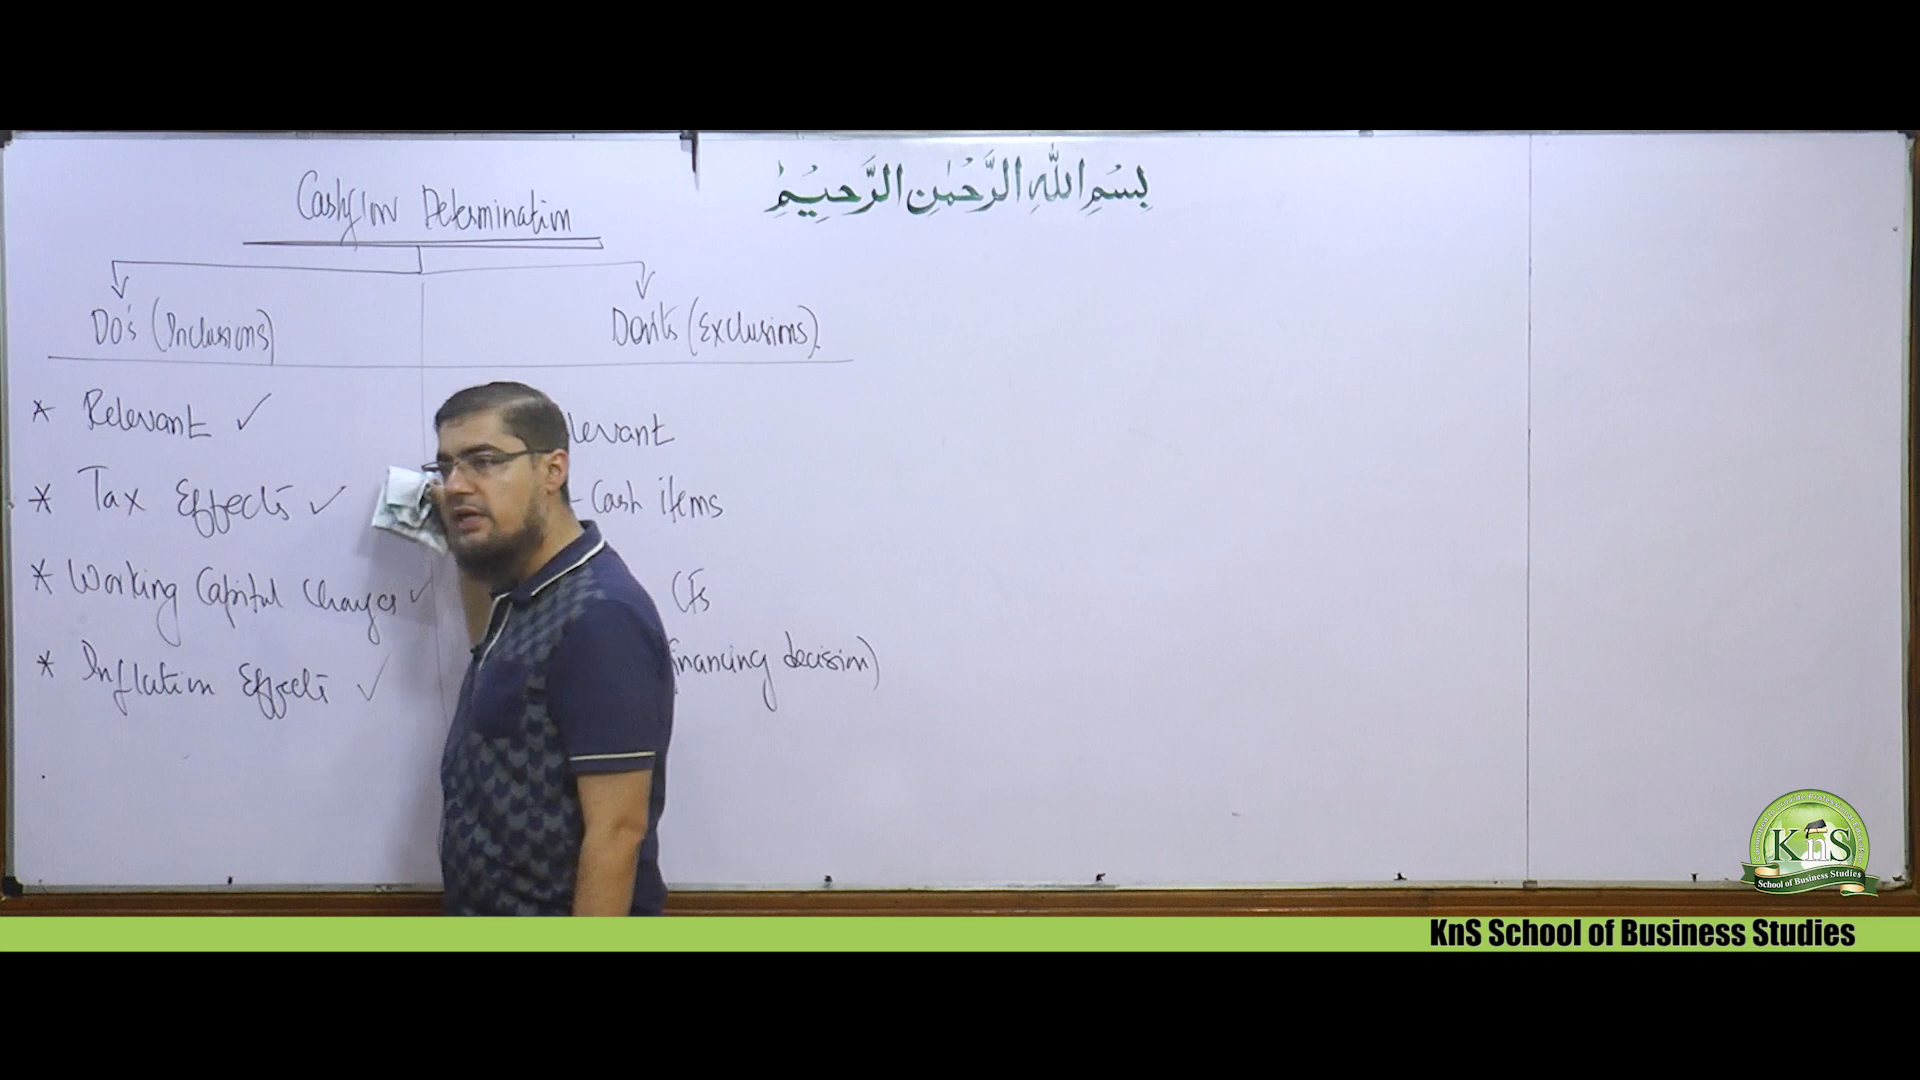 Cashflow Determination
بِسْمِ اللهِ الرَّحْمٰنِ الرَّحِيْمِ
Do's (Inclusions)
Don'ts (Exclusions)
* Relevant ✓
levant
* Tax Effects ✓
- Cash items
* Working Capital Changes ✓
CFs
* Inflation Effects ✓
financing decision)
KnS
School of Business Studies
KnS School of Business Studies